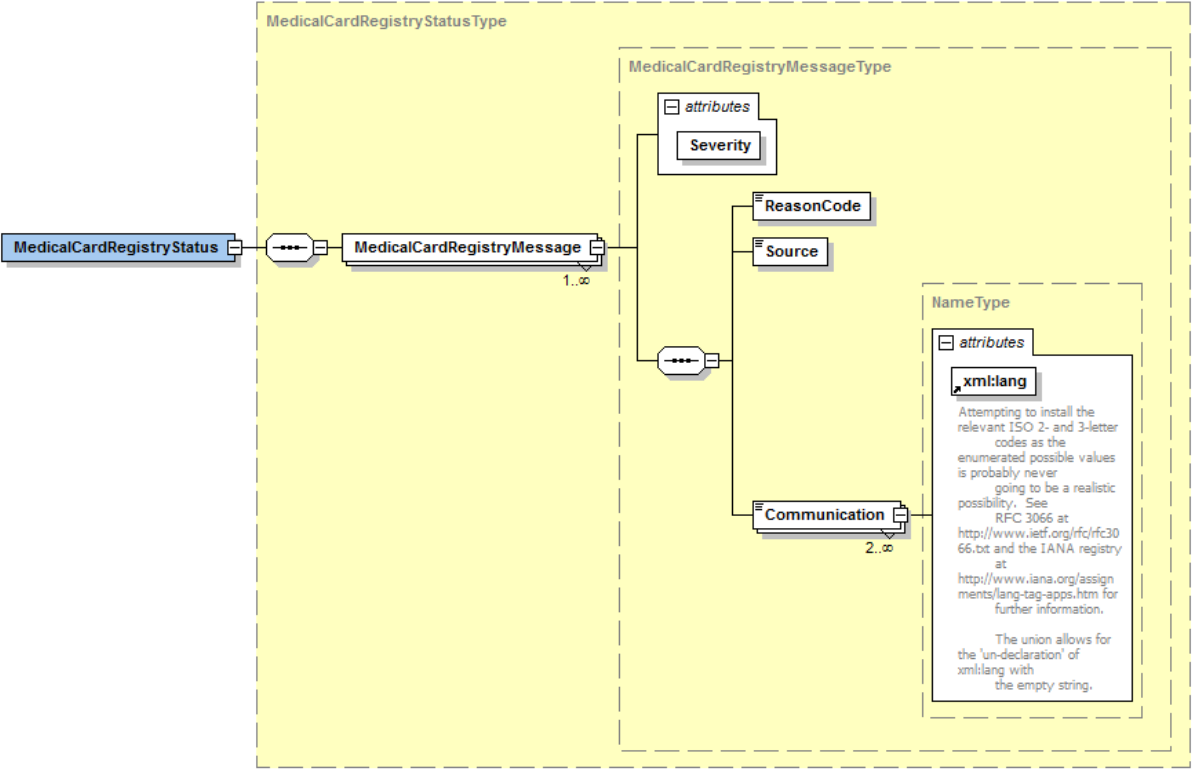 MedicalCardRegistryStatusType
MedicalCardRegistryMessageType
attributes
Severity
ReasonCode
MedicalCardRegistryStatus
MedicalCardRegistryMessage
Source
1..∞
NameType
attributes
xml:lang
Attempting to install the
relevant ISO 2- and 3-letter
codes as the
enumerated possible values
is probably never
going to be a realistic
possibility. See
RFC 3066 at
http://www.ietf.org/rfc/rfc30
66.txt and the IANA registry
at
http://www.iana.org/assign
ments/lang-tag-apps.htm for
further information.
The union allows for
the 'un-declaration' of
xml:lang with
the empty string.
Communication
2..∞